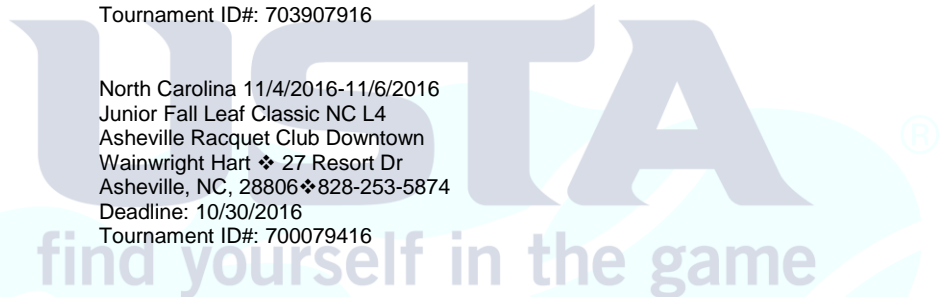 Tournament ID#: 703907916
North Carolina 11/4/2016-11/6/2016
Junior Fall Leaf Classic NC L4
Asheville Racquet Club Downtown
Wainwright Hart ❖ 27 Resort Dr
Asheville, NC, 28806❖828-253-5874
Deadline: 10/30/2016
Tournament ID#: 700079416
USTA
®
find yourself in the game